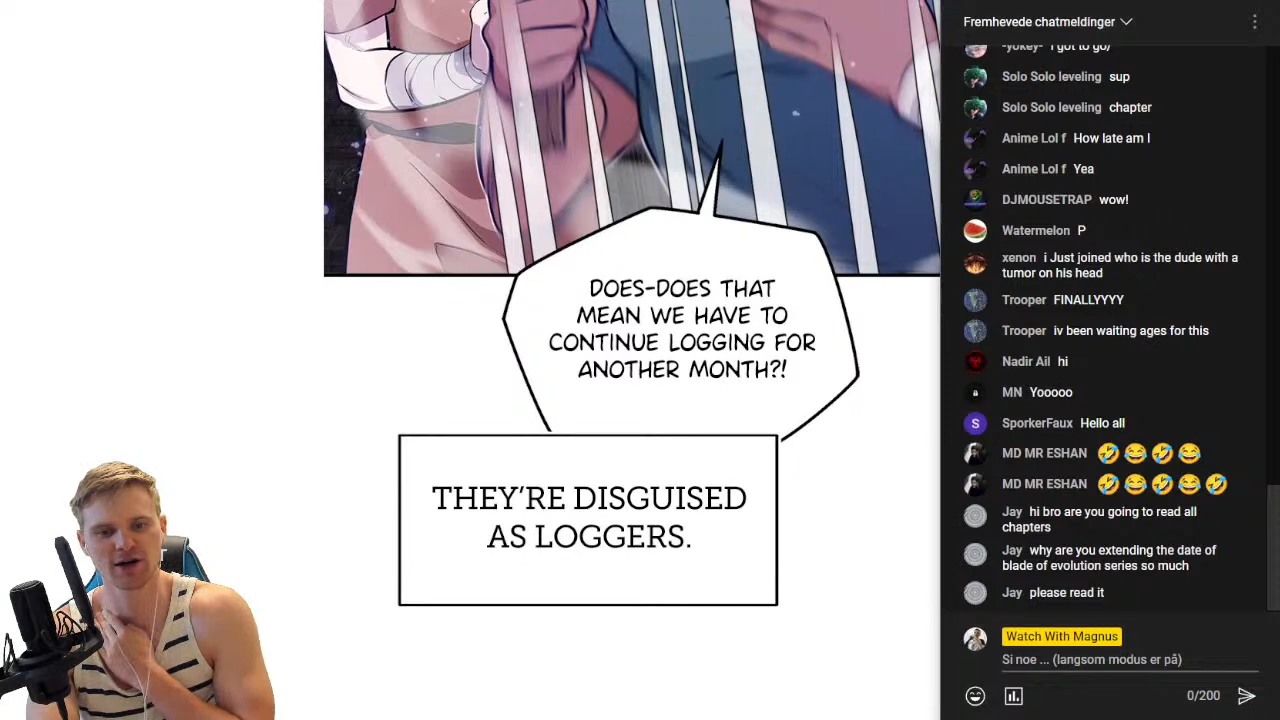 DOES-DOES THAT
MEAN WE HAVE TO
CONTINUE LOGGING FOR
ANOTHER MONTH?!
THEY'RE DISGUISED
AS LOGGERS.
Fremhevede chatmeldinger
-yokey- I got to go/
Solo Solo leveling sup
Solo Solo leveling chapter
Anime Lol f How late am I
Anime Lol f Yea
DJMOUSETRAP wow!
Watermelon P
xenon i Just joined who is the dude with a
tumor on his head
Trooper FINALLYYYY
Trooper iv been waiting ages for this
Nadir Ail hi
MN Yooooo
S SporkerFaux Hello all
MD MR ESHAN 🤣😂🤣😂
MD MR ESHAN 🤣😂🤣😂🤣
Jay hi bro are you going to read all
chapters
Jay why are you extending the date of
blade of evolution series so much
Jay please read it
Watch With Magnus
Si noe ... (langsom modus er på)
0/200